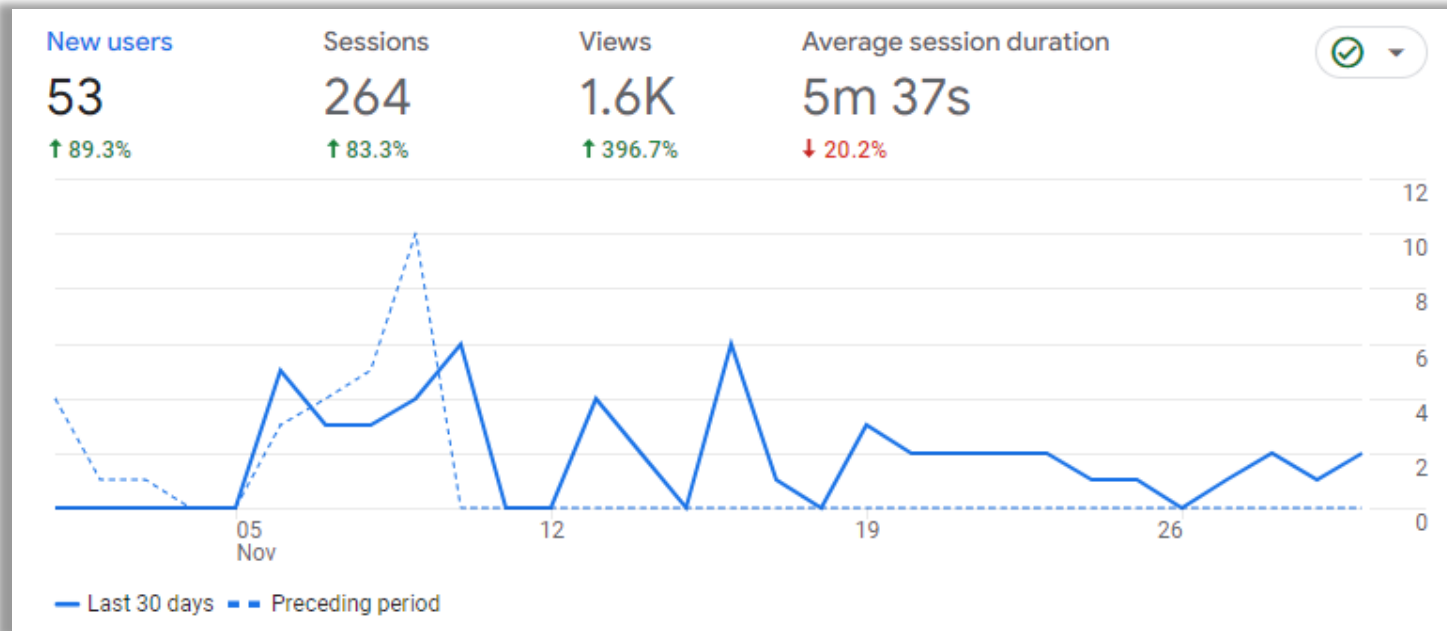 New users Sessions Views Average session duration
53 264 1.6K 5m 37s
↑ 89.3% ↑ 83.3% ↑ 396.7% ↓ 20.2%
12
10
8
6
4
2
0
05 12 19 26
Nov
Last 30 days Preceding period